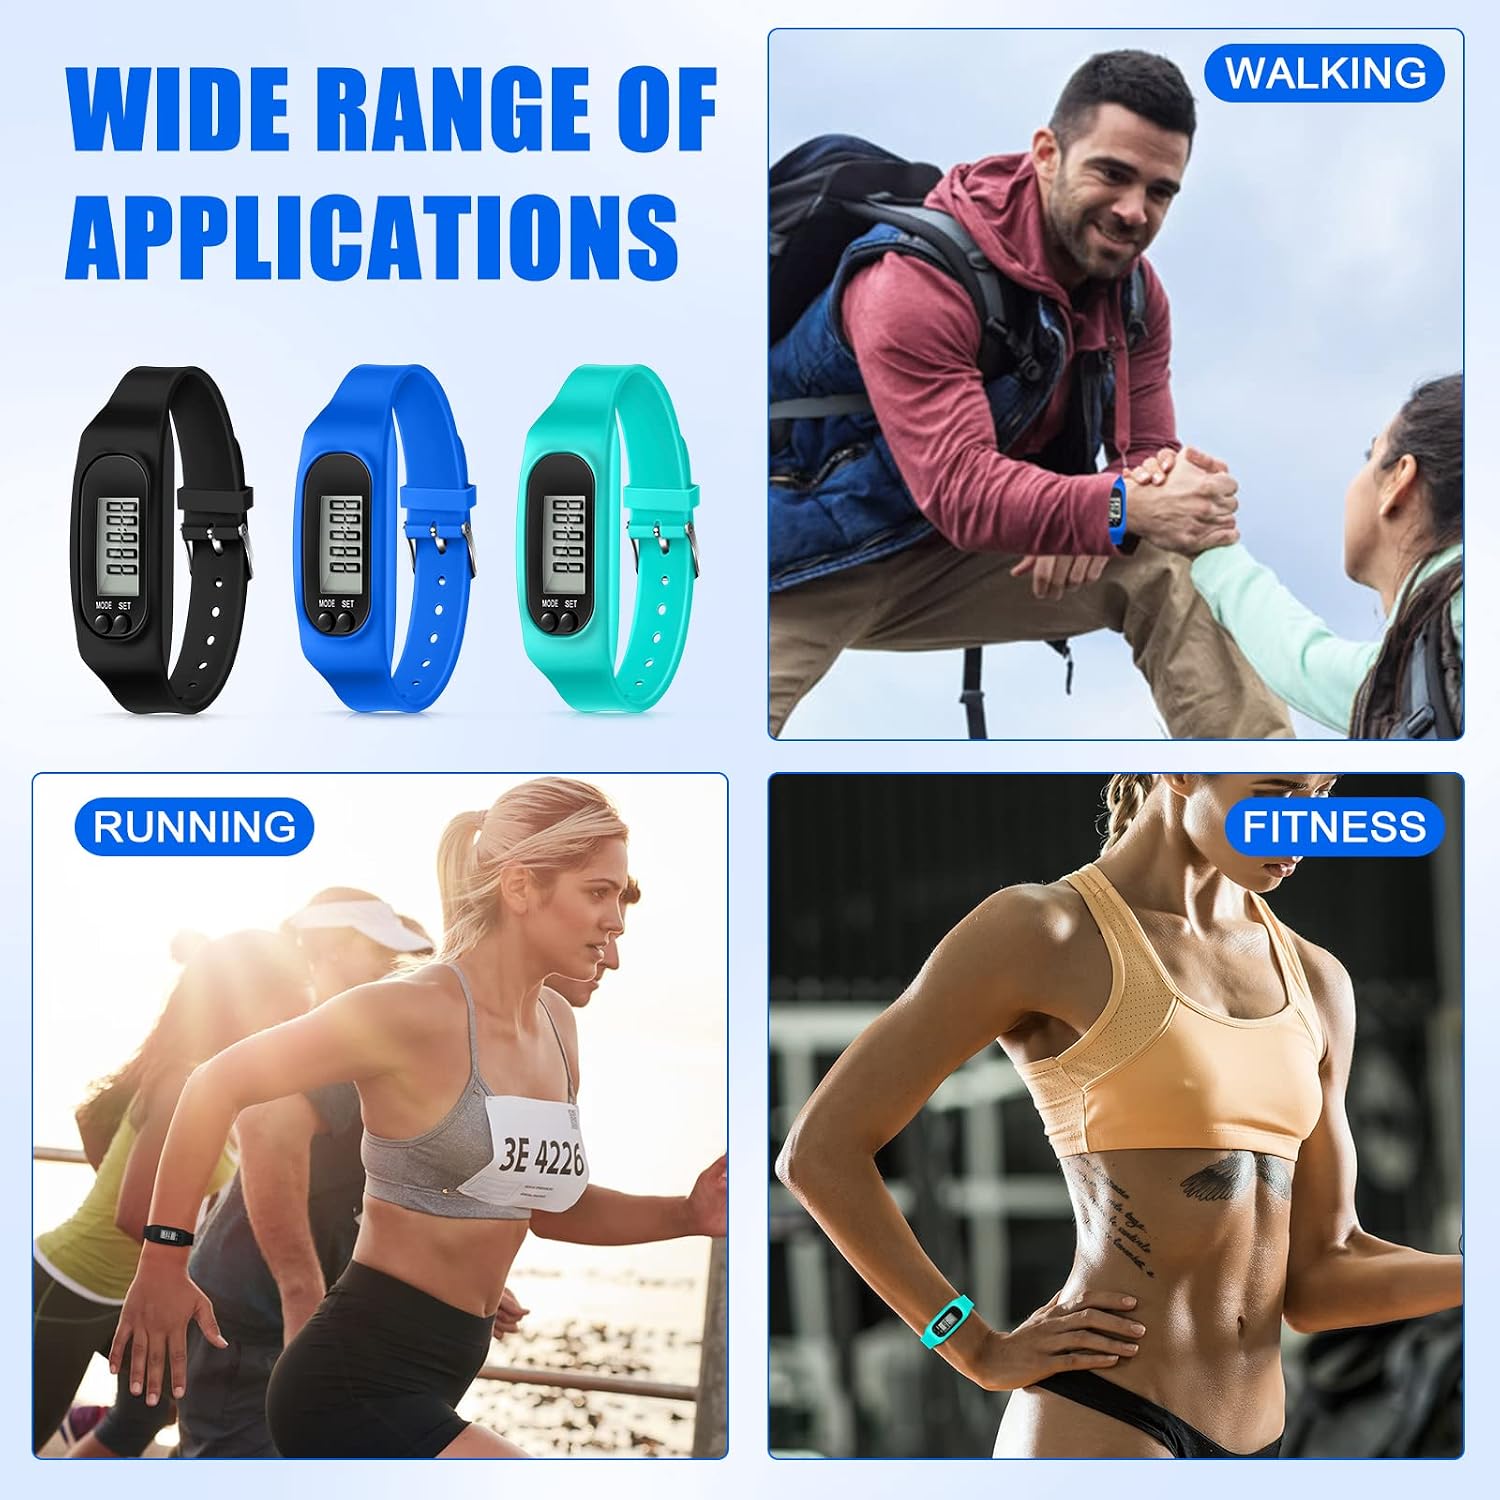 WIDE RANGE OF
APPLICATIONS
WALKING
MODE SET
MODE SET
MODE SET
RUNNING
3E 4226
FITNESS